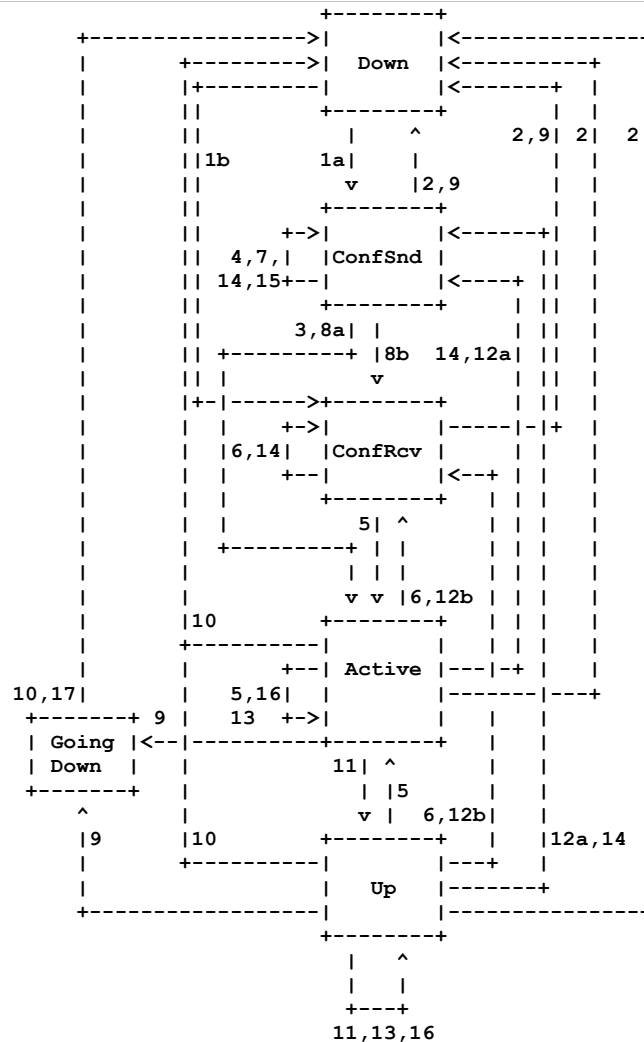 Down
2,9 2 2
1b 1a
2,9
4,7, ConfSnd
14,15
3,8a
8b 14,12a
6,14 ConfRcv
5
6,12b
10
Active
10,17 5,16
9 13
Going
Down 11
5
6,12b
9 10 12a,14
Up
11,13,16